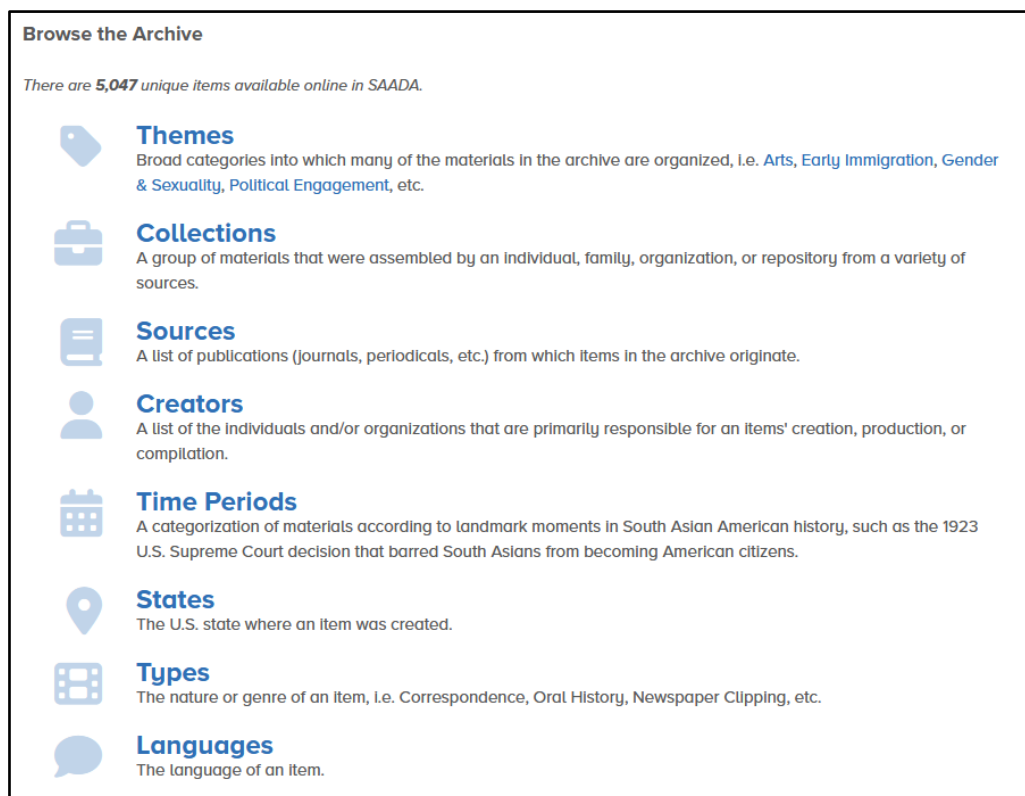 Browse the Archive
There are 5,047 unique items available online in SAADA.
Themes
Broad categories into which many of the materials in the archive are organized, i.e. Arts, Early Immigration, Gender
& Sexuality, Political Engagement, etc.
Collections
A group of materials that were assembled by an individual, family, organization, or repository from a variety of
sources.
Sources
A list of publications (journals, periodicals, etc.) from which items in the archive originate.
Creators
A list of the individuals and/or organizations that are primarily responsible for an items' creation, production, or
compilation.
Time Periods
A categorization of materials according to landmark moments in South Asian American history, such as the 1923
U.S. Supreme Court decision that barred South Asians from becoming American citizens.
States
The U.S. state where an item was created.
Types
The nature or genre of an item, i.e. Correspondence, Oral History, Newspaper Clipping, etc.
Languages
The language of an item.